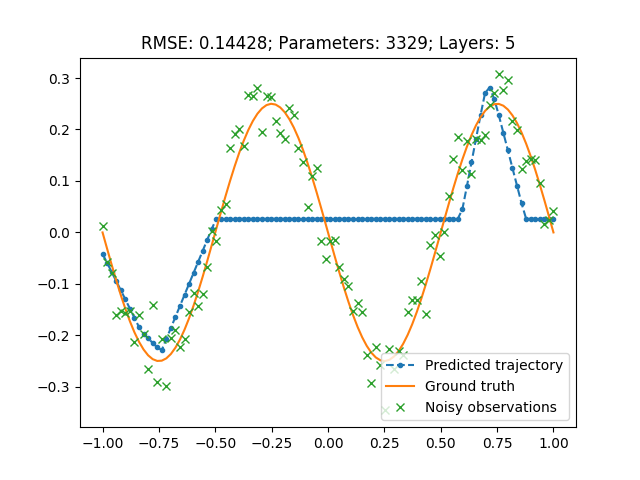 RMSE: 0.14428; Parameters: 3329; Layers: 5
0.3
0.2
0.1
0.0
−0.1
−0.2
−0.3
Predicted trajectory
Ground truth
Noisy observations
−1.00 −0.75 −0.50 −0.25 0.00 0.25 0.50 0.75 1.00